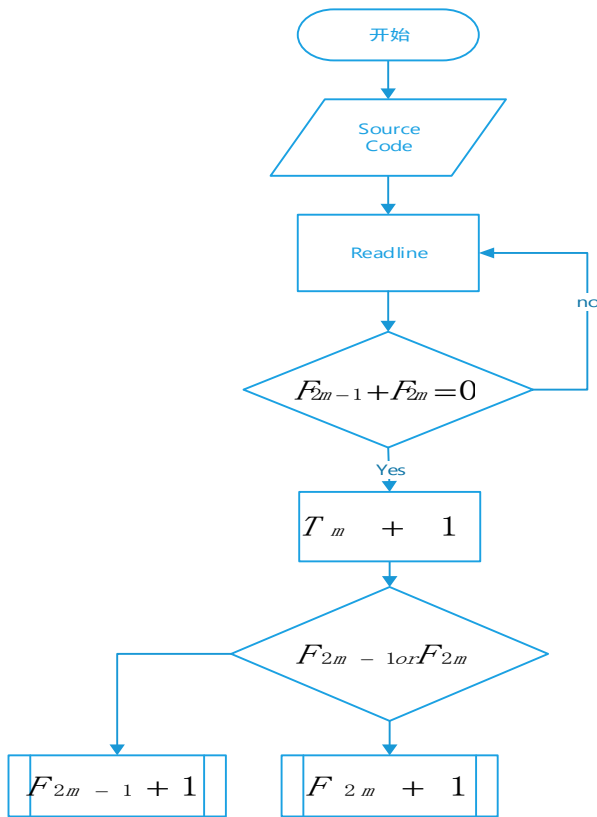 开始
Source
Code
Readline
no
F2m−1+F2m=0
Yes
Tm + 1
F2m − 1orF2m
F2m − 1 + 1
F2m + 1